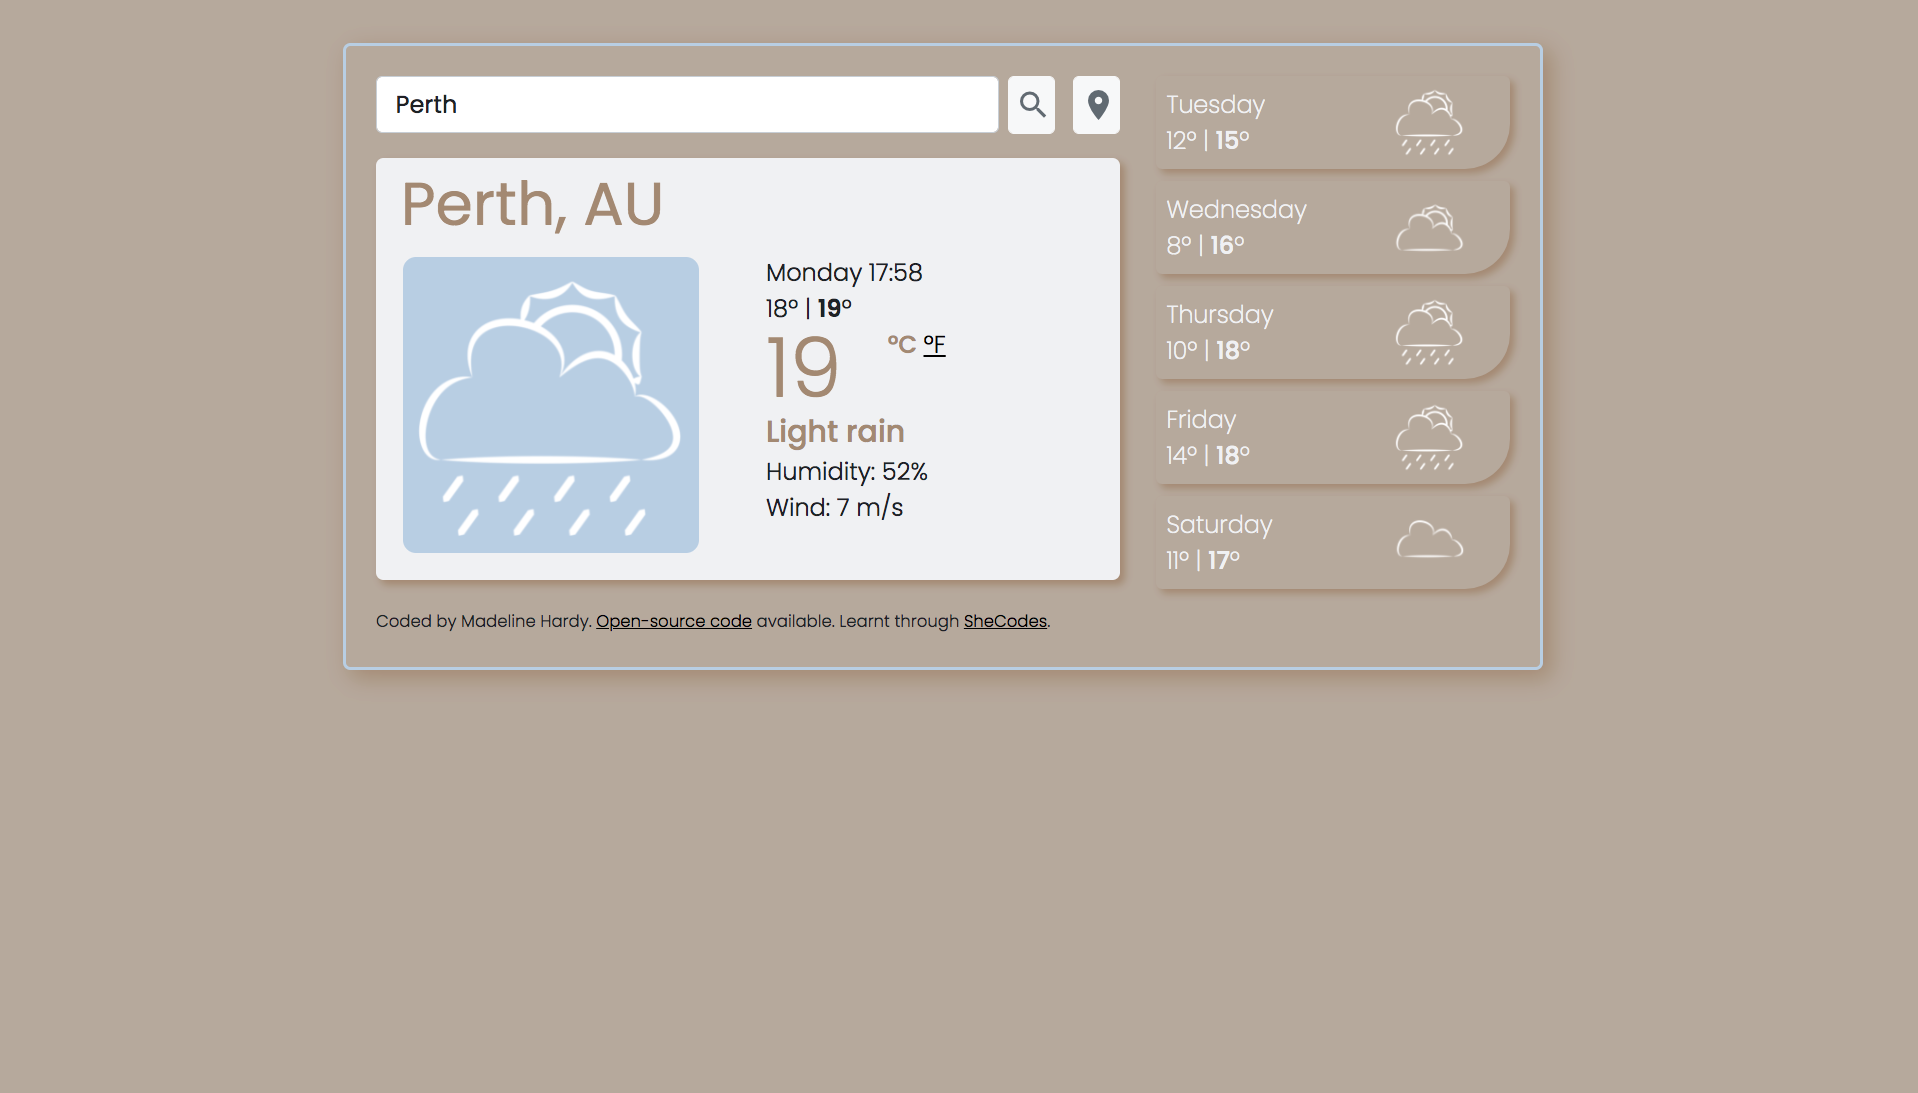 Perth
Perth, AU
Monday 17:58
18° | 19°
19 °C °F
Light rain
Humidity: 52%
Wind: 7 m/s
Tuesday
12° | 15°
Wednesday
8° | 16°
Thursday
10° | 18°
Friday
14° | 18°
Saturday
11° | 17°
Coded by Madeline Hardy. Open-source code available. Learnt through SheCodes.